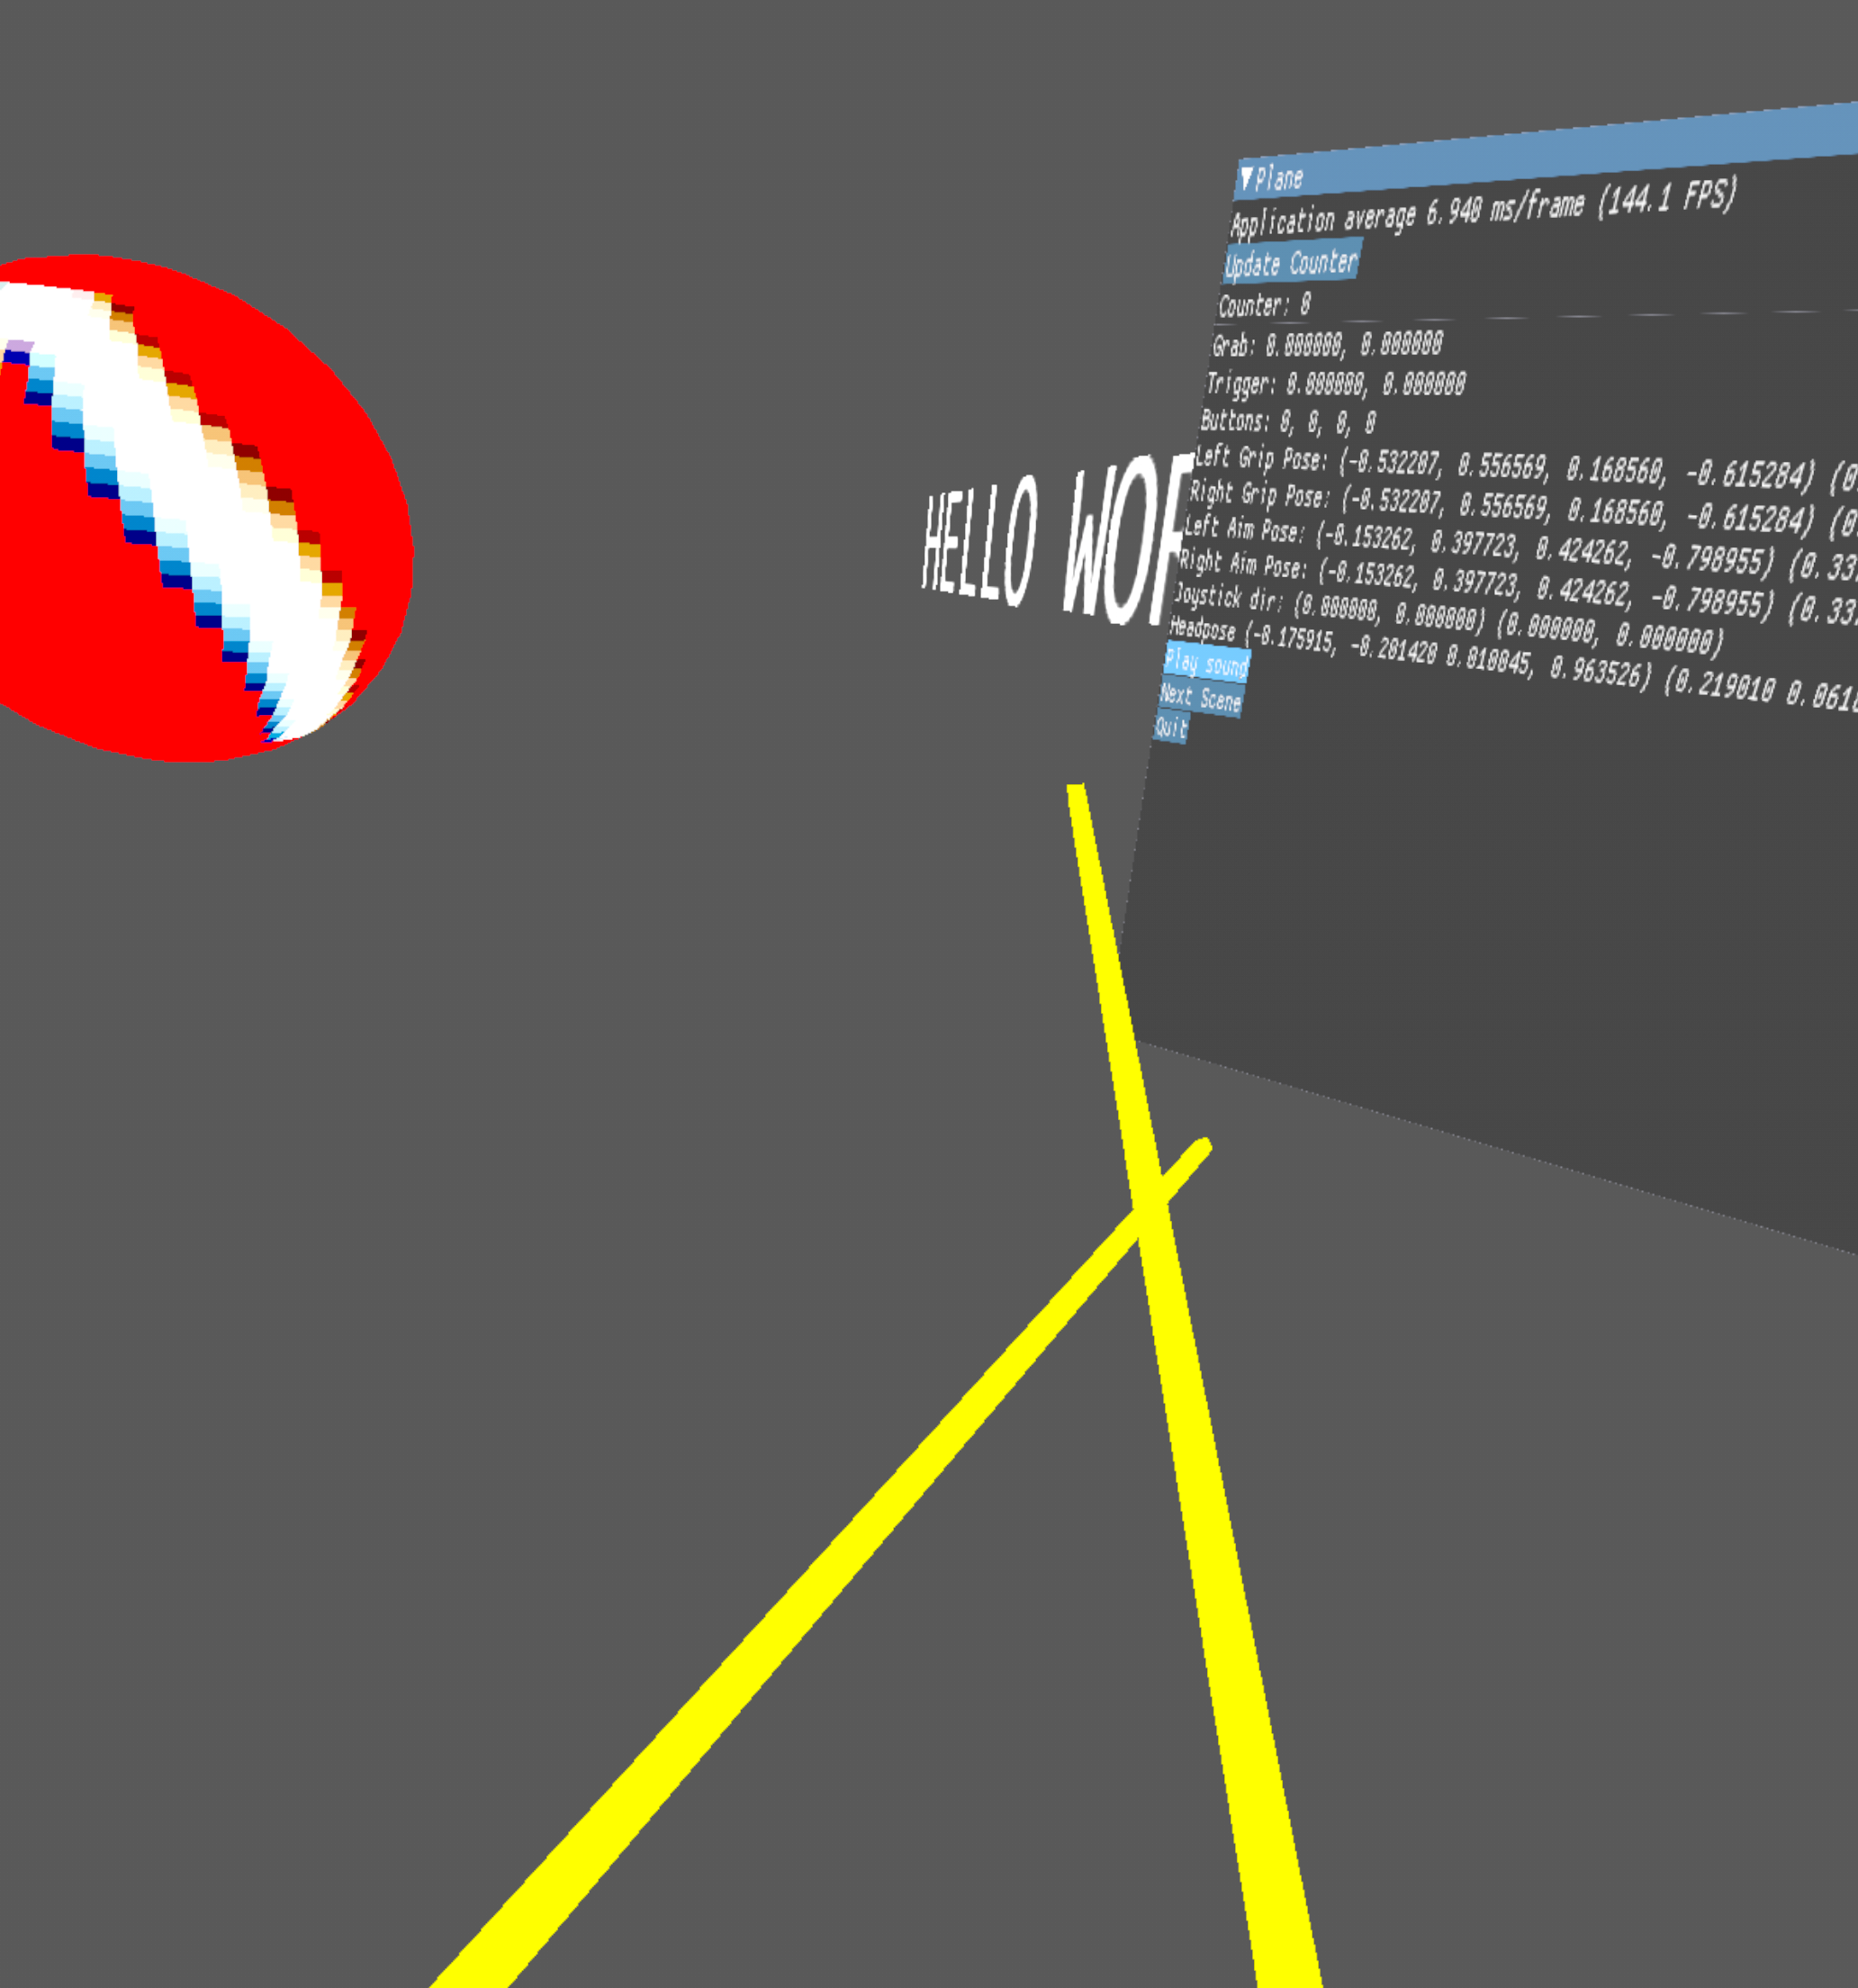 Plane
Application average 6.940 ms/frame (144.1 FPS)
Update Counter
Counter: 0
Grab: 0.000000, 0.000000
Trigger: 0.000000, 0.000000
Buttons: 0, 0, 0, 0
Left Grip Pose: (-0.532207, 0.556569, 0.168560, -0.615284) (0
Right Grip Pose: (-0.532207, 0.556569, 0.168560, -0.615284) (0
Left Aim Pose: (-0.153262, 0.397723, 0.424262, -0.798955) (0.33
Right Aim Pose: (-0.153262, 0.397723, 0.424262, -0.798955) (0.33
Joystick dir: (0.000000, 0.000000) (0.000000, 0.000000)
Headpose (-0.175915, -0.201420 0.010045, 0.963526) (0.219010 0.061
play sound
Next Scene
Quit
HELLO WOR